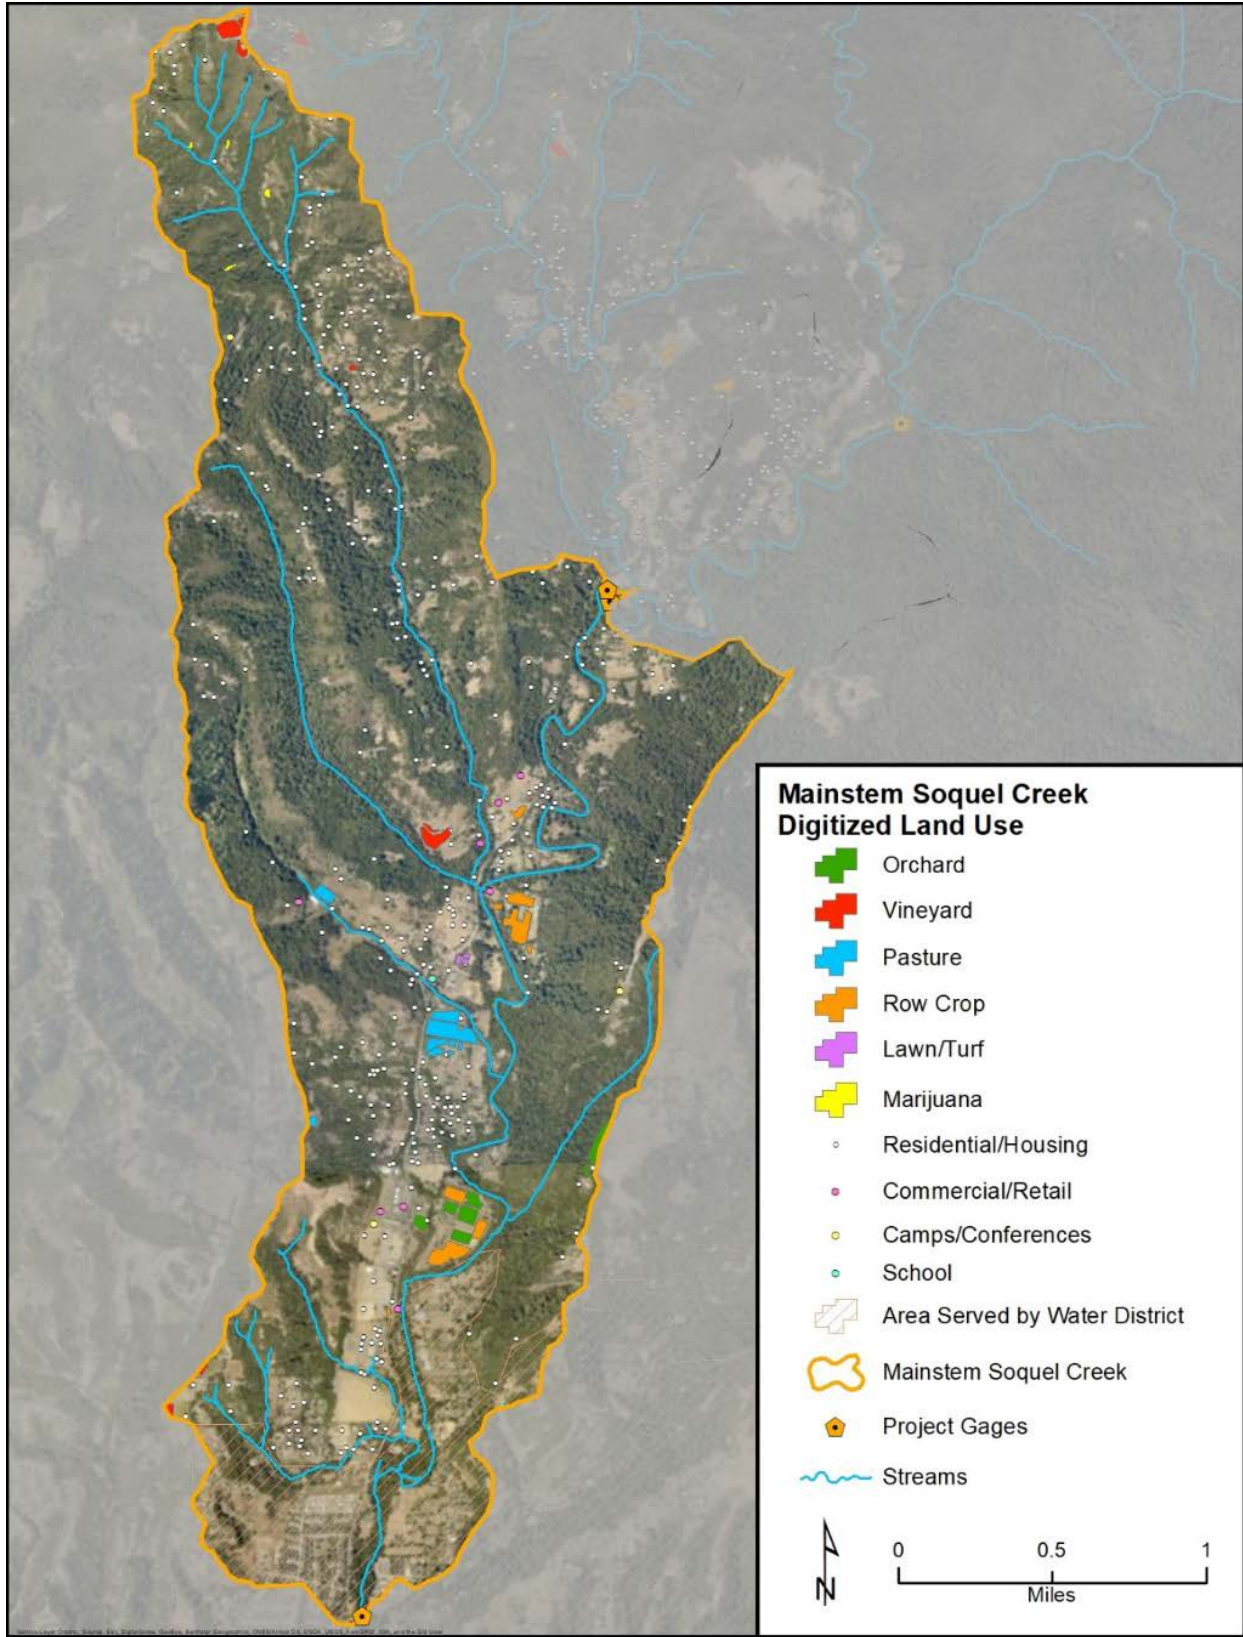 Mainstem Soquel Creek
Digitized Land Use
Orchard
Vineyard
Pasture
Row Crop
Lawn/Turf
Marijuana
Residential/Housing
Commercial/Retail
Camps/Conferences
School
Area Served by Water District
Mainstem Soquel Creek
Project Gages
Streams
N
0 0.5 1
Miles